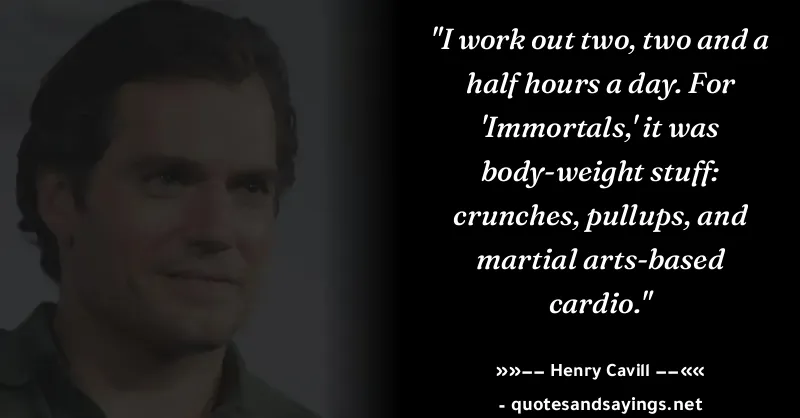 "I work out two, two and a
half hours a day. For
'Immortals,' it was
body-weight stuff:
crunches, pullups, and
martial arts-based
cardio."
»»−− Henry Cavill −−««
- quotesandsayings.net